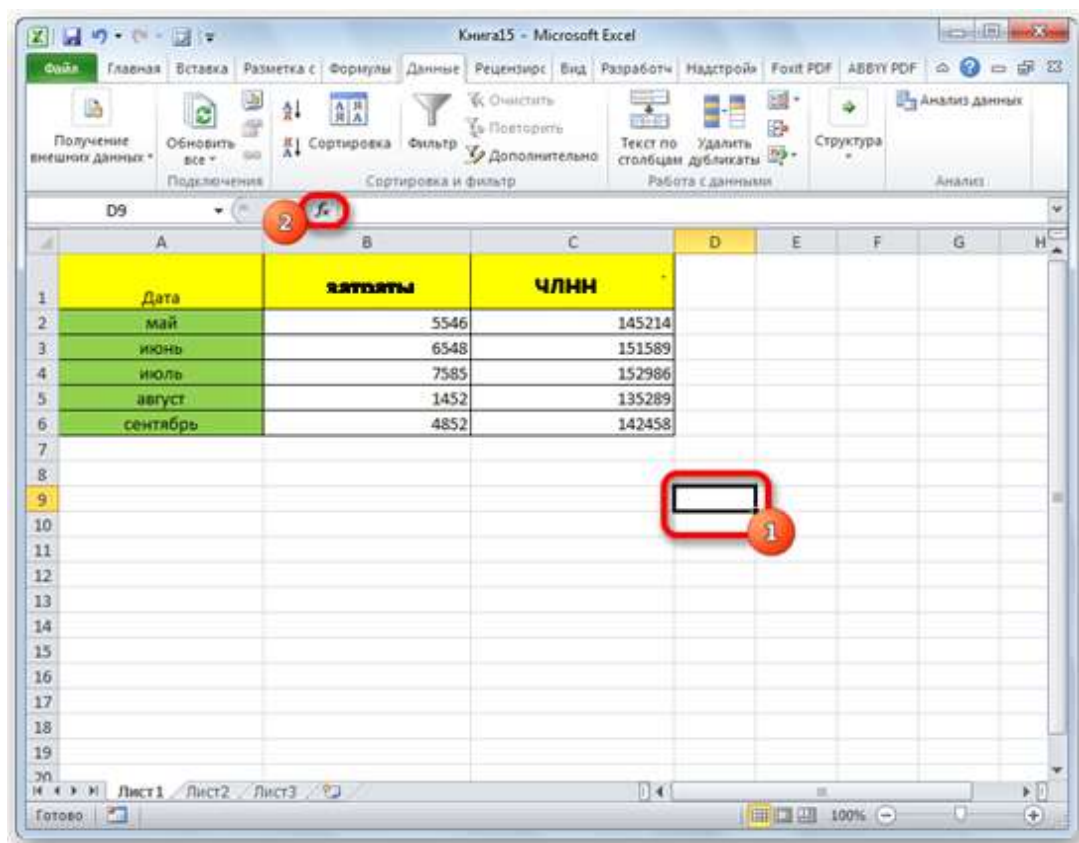 Книга15 - Microsoft Excel
Файл Главная Вставка Разметка с Формулы Данные Рецензирс Вид Разработч Надстройк Foxit PDF ABBYY PDF
Получение внешних данных
Обновить все
Подключения
Сортировка
Фильтр
Очистить
Повторить
Дополнительно
Сортировка и фильтр
Текст по столбцам
Удалить дубликаты
Работа с данными
Структура
Анализ данных
Анализ
D9 2 fx
A B C D E F G H
1 Дата затраты
2 май 5546 145214
3 июнь 6548 151589
4 июль 7585 152986
5 август 1452 135289
6 сентябрь 4852 142458
7
8
9
10
1
11
12
13
14
15
16
17
18
19
20
Лист1 Лист2 Лист3
Готово 100%